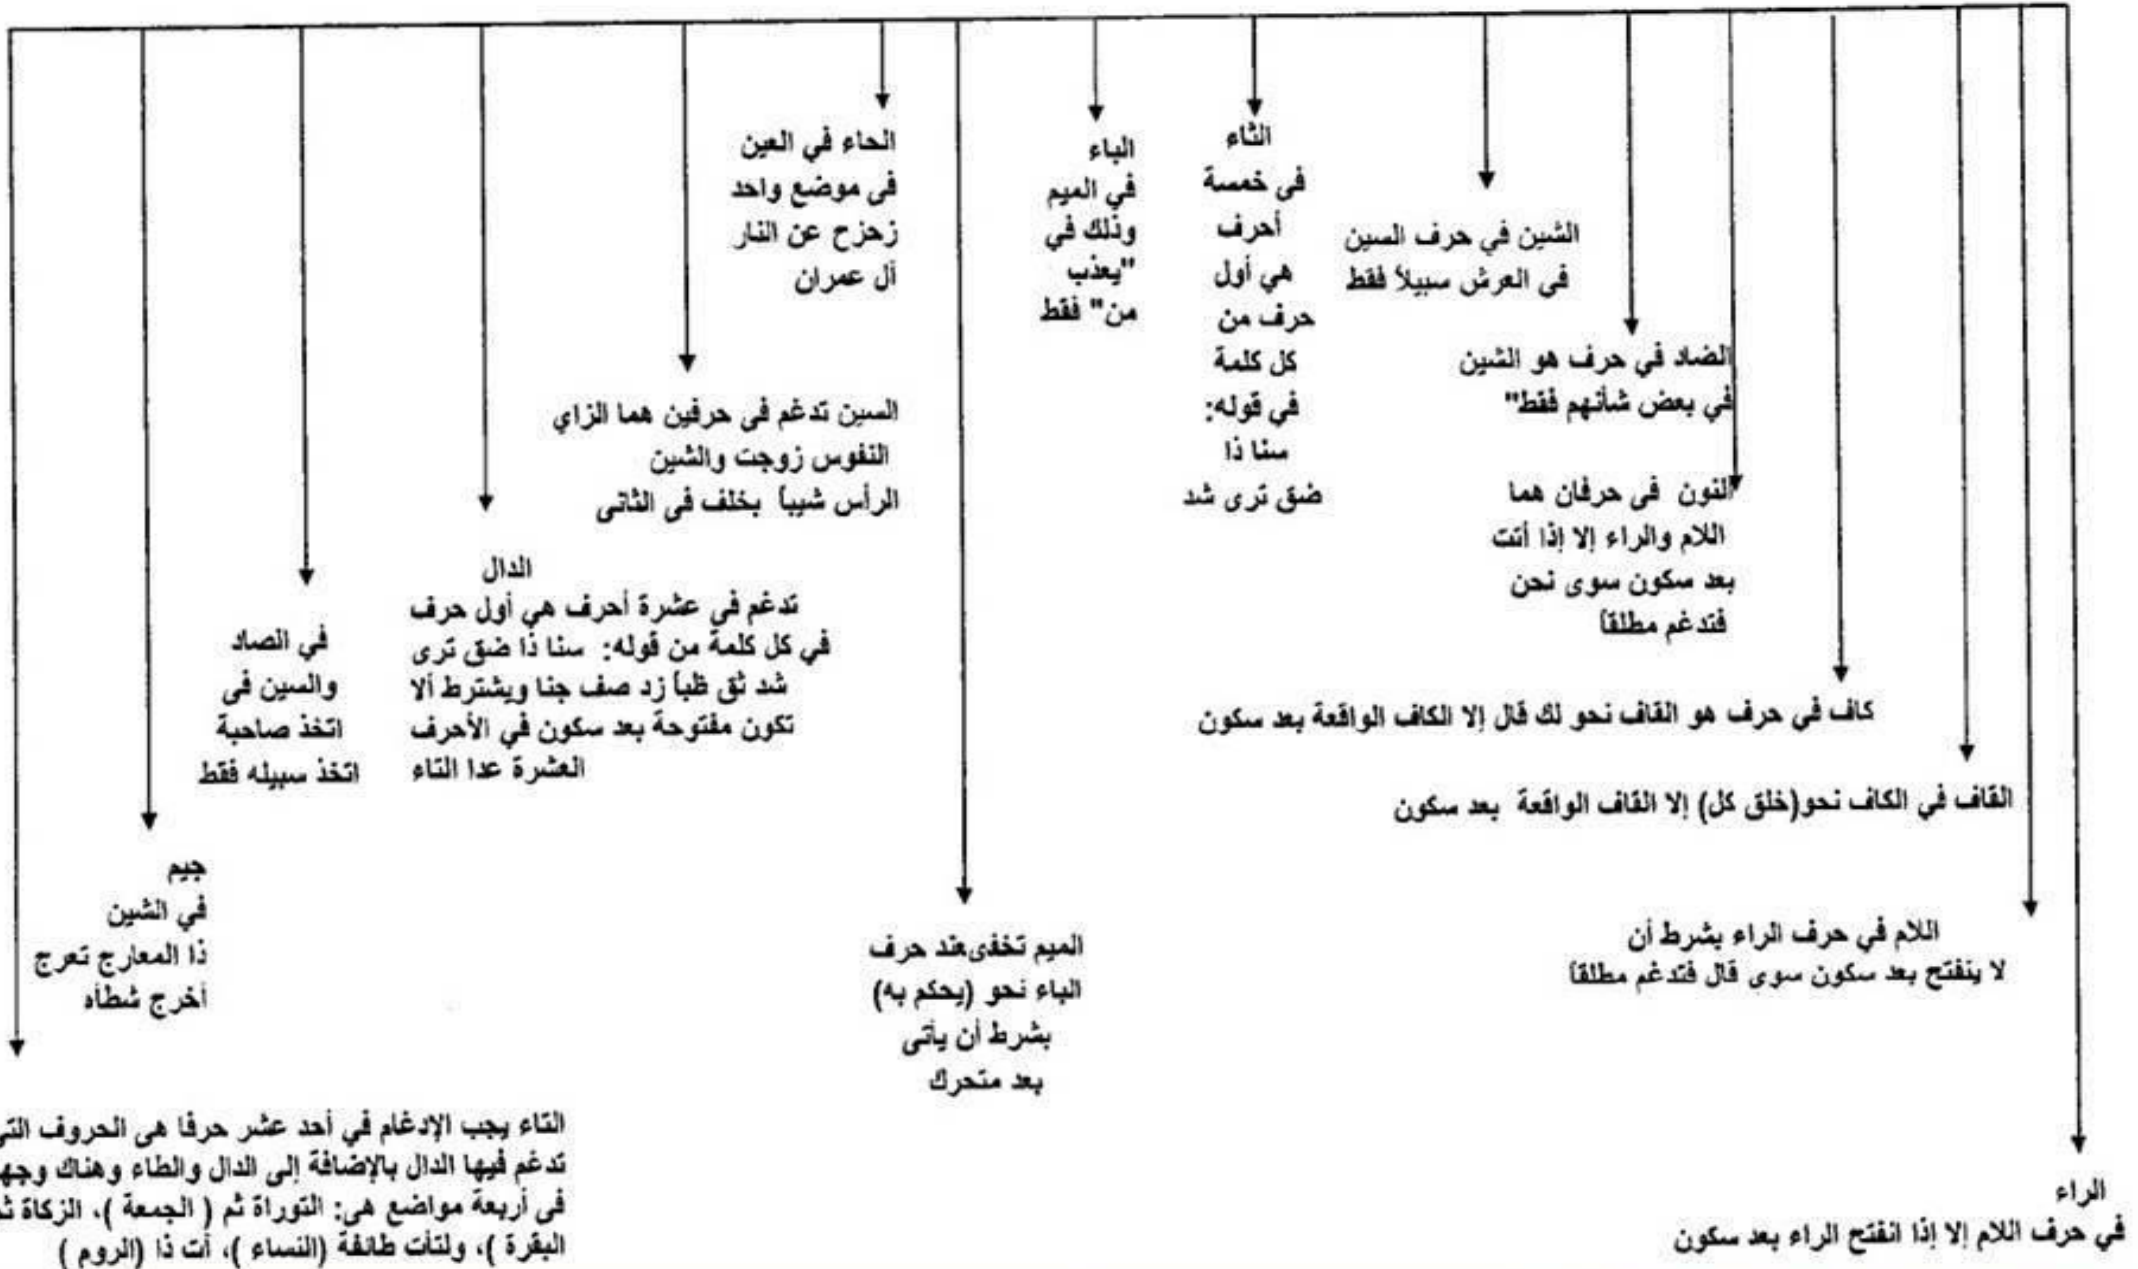 الراء
في حرف اللام إلا إذا انفتح الراء بعد سكون
اللام في حرف الراء بشرط أن
لا ينفتح بعد سكون سوى قال فتدغم مطلقاً
القاف في الكاف نحو(خلق كل) إلا القاف الواقعة بعد سكون
كاف في حرف هو القاف نحو لك قال إلا الكاف الواقعة بعد سكون
النون في حرفان هما
اللام والراء إلا إذا أتت
بعد سكون سوى نحن
فتدغم مطلقاً
الضاد في حرف هو الشين
في بعض شأنهم فقط"
الشين في حرف السين
في العرش سبيلاً فقط
الثاء
في خمسة
أحرف
هي أول
حرف من
كل كلمة
في قوله:
سنا ذا
ضق ترى شد
الباء
في الميم
وذلك في
"يعذب
من" فقط
الميم تخفى عند حرف
الباء نحو (يحكم به)
بشرط أن يأتى
بعد متحرك
الحاء في العين
في موضع واحد
زحزح عن النار
آل عمران
السين تدغم في حرفين هما الزاي
النفوس زوجت والشين
الرأس شيباً بخلف في الثاني
الدال
تدغم في عشرة أحرف هي أول حرف
في كل كلمة من قوله: سنا ذا ضق ترى
شد ثق ظباً زد صف جنا ويشترط ألا
تكون مفتوحة بعد سكون في الأحرف
العشرة عدا التاء
في الصاد
والسين في
اتخذ صاحبة
اتخذ سبيله فقط
جيم
في الشين
ذا المعارج تعرج
أخرج شطأه
التاء يجب الإدغام في أحد عشر حرفا هي الحروف التي
تدغم فيها الدال بالإضافة إلى الدال والطاء وهناك
في أربعة مواضع هي: التوراة ثم ( الجمعة )، الزكاة
البقرة )، ولتأت طائفة (النساء )، أت ذا (الروم )